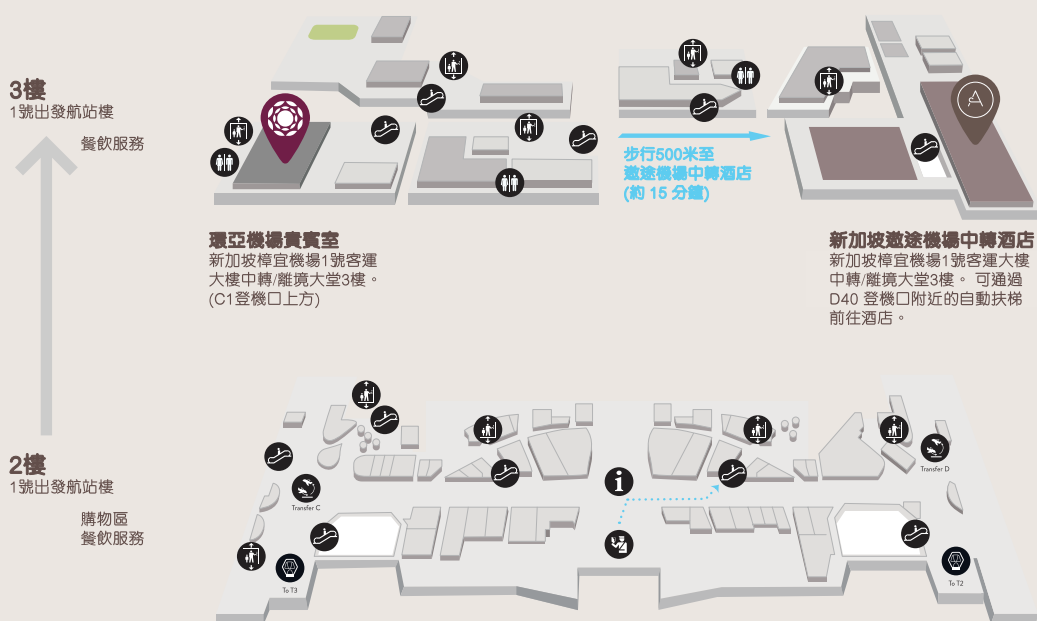 3樓
1號出發航站樓
餐飲服務
步行500米至
遨途機場中轉酒店
(約 15 分鐘)
環亞機場貴賓室
新加坡樟宜機場1號客運
大樓中轉/離境大堂3樓。
(C1登機口上方)
新加坡遨途機場中轉酒店
新加坡樟宜機場1號客運大樓
中轉/離境大堂3樓。 可通過
D40 登機口附近的自動扶梯
前往酒店。
2樓
1號出發航站樓
購物區
餐飲服務
Transfer C
To T3
Transfer D
To T2